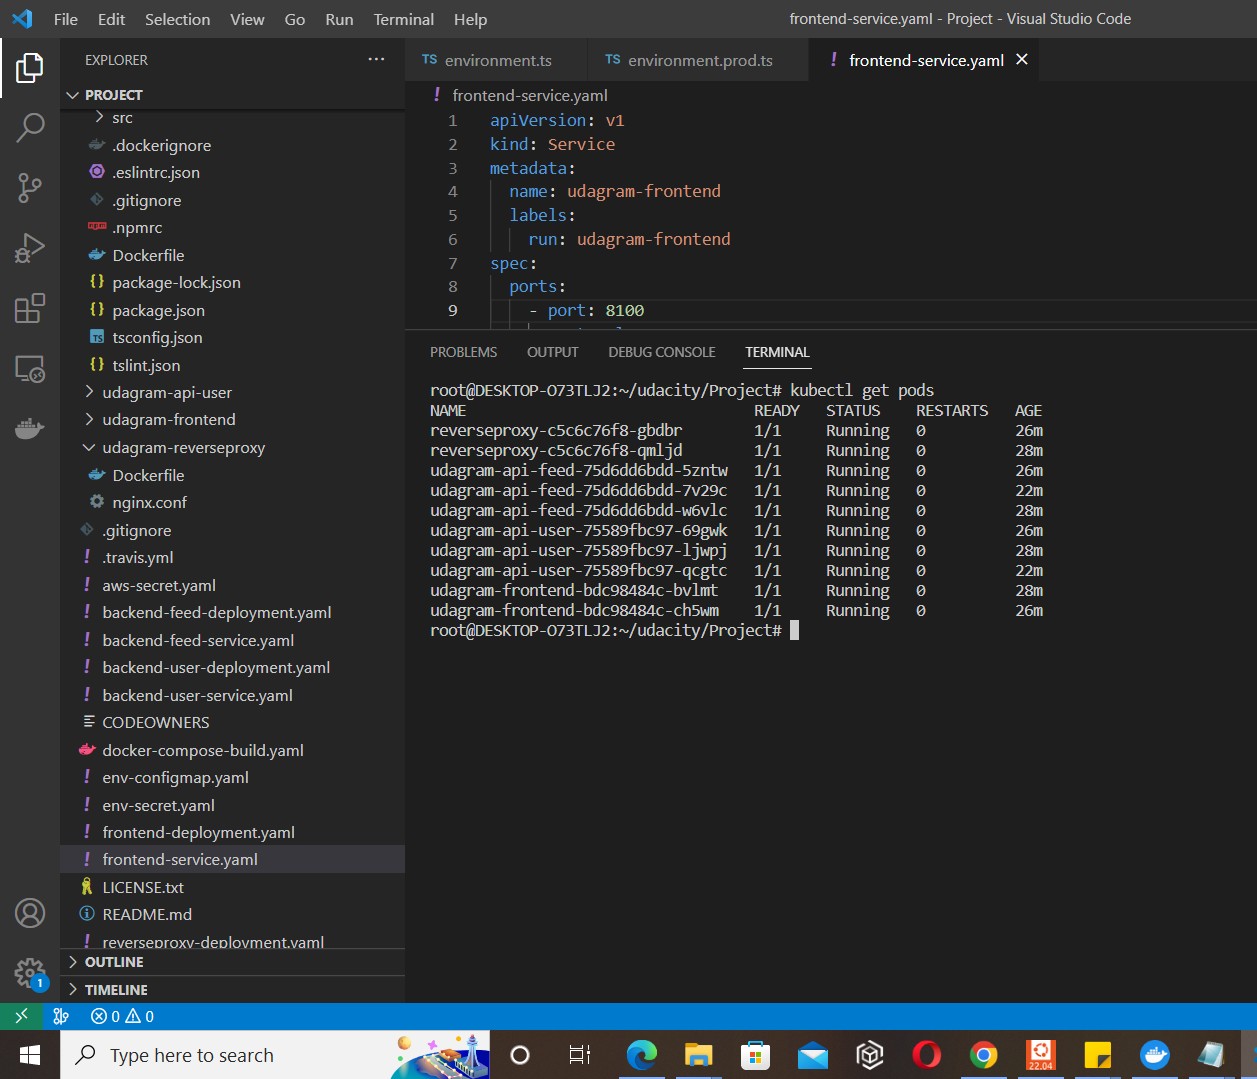 File Edit Selection View Go Run Terminal Help
frontend-service.yaml - Project - Visual Studio Code
EXPLORER
PROJECT
src
.dockerignore
.eslintrc.json
.gitignore
.npmrc
Dockerfile
package-lock.json
package.json
tsconfig.json
tslint.json
udagram-api-user
udagram-frontend
udagram-reverseproxy
Dockerfile
nginx.conf
.gitignore
.travis.yml
aws-secret.yaml
backend-feed-deployment.yaml
backend-feed-service.yaml
backend-user-deployment.yaml
backend-user-service.yaml
CODEOWNERS
docker-compose-build.yaml
env-configmap.yaml
env-secret.yaml
frontend-deployment.yaml
frontend-service.yaml
LICENSE.txt
README.md
reverseproxy-deployment.yaml
OUTLINE
TIMELINE
TS environment.ts TS environment.prod.ts ! frontend-service.yaml
! frontend-service.yaml
1 apiVersion: v1
2 kind: Service
3 metadata:
4 name: udagram-frontend
5 labels:
6 run: udagram-frontend
7 spec:
8 ports:
9 - port: 8100
PROBLEMS OUTPUT DEBUG CONSOLE TERMINAL
root@DESKTOP-O73TLJ2:~/udacity/Project# kubectl get pods
NAME READY STATUS RESTARTS AGE
reverseproxy-c5c6c76f8-gbdbr 1/1 Running 0 26m
reverseproxy-c5c6c76f8-qmljd 1/1 Running 0 28m
udagram-api-feed-75d6dd6bdd-5zntw 1/1 Running 0 26m
udagram-api-feed-75d6dd6bdd-7v29c 1/1 Running 0 22m
udagram-api-feed-75d6dd6bdd-w6vlc 1/1 Running 0 28m
udagram-api-user-75589fbc97-69gwk 1/1 Running 0 26m
udagram-api-user-75589fbc97-ljwpj 1/1 Running 0 28m
udagram-api-user-75589fbc97-qcgtc 1/1 Running 0 22m
udagram-frontend-bdc98484c-bvlmt 1/1 Running 0 28m
udagram-frontend-bdc98484c-ch5wm 1/1 Running 0 26m
root@DESKTOP-O73TLJ2:~/udacity/Project#
1
0 0
Type here to search
22.04